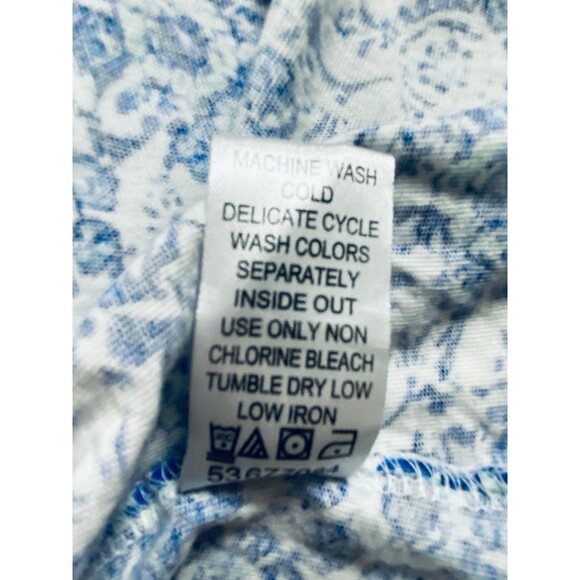 MACHINE WASH
COLD
DELICATE CYCLE
WASH COLORS
SEPARATELY
INSIDE OUT
USE ONLY NON
CHLORINE BLEACH
TUMBLE DRY LOW
LOW IRON